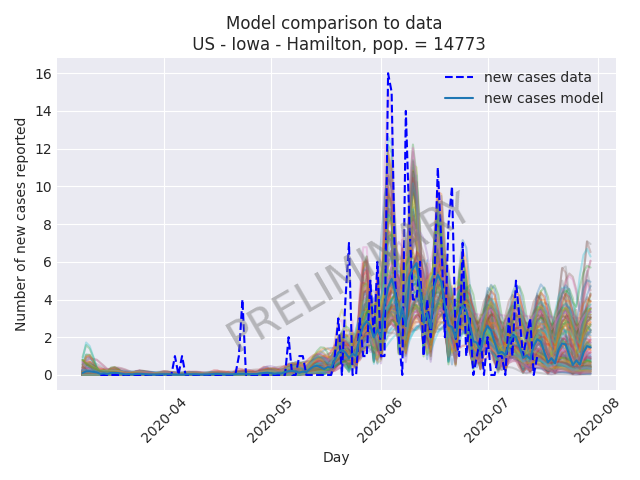 Model comparison to data
US - Iowa - Hamilton, pop. = 14773
new cases data
new cases model
Number of new cases reported
16
14
12
10
8
6
4
2
0
PRELIMINARY
2020-04
2020-05
2020-06
2020-07
2020-08
Day